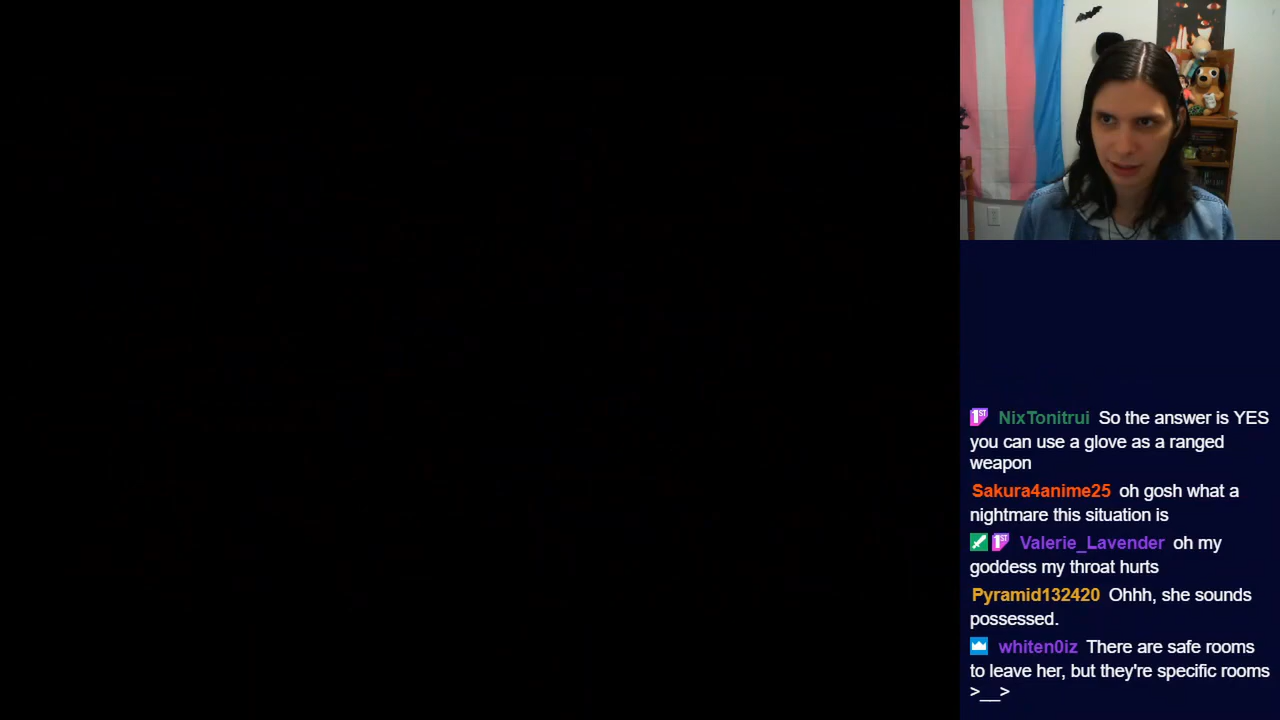 NixTonitrui So the answer is YES
you can use a glove as a ranged
weapon
Sakura4anime25 oh gosh what a
nightmare this situation is
Valerie_Lavender oh my
goddess my throat hurts
Pyramid132420 Ohhh, she sounds
possessed.
whiten0iz There are safe rooms
to leave her, but they're specific rooms
>__>